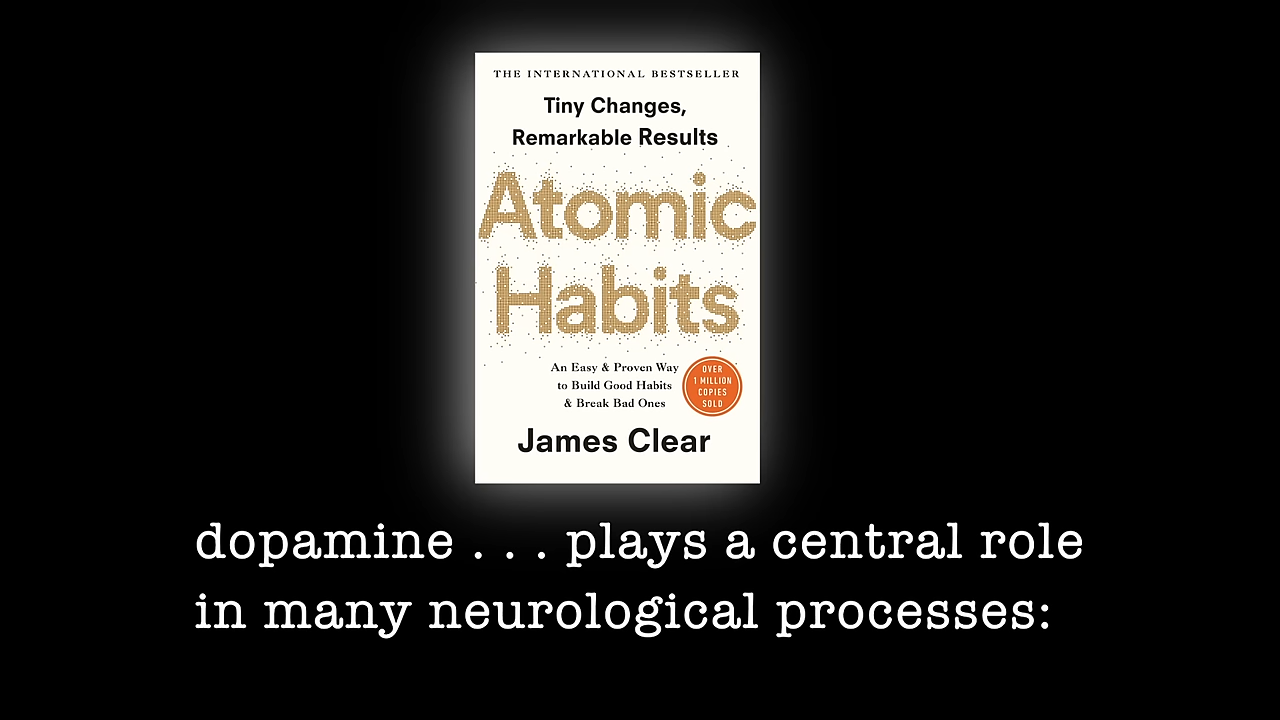 THE INTERNATIONAL BESTSELLER
Tiny Changes,
Remarkable Results
Atomic
Habits
An Easy & Proven Way
to Build Good Habits
& Break Bad Ones
OVER
1 MILLION
COPIES
SOLD
James Clear
dopamine . . . plays a central role
in many neurological processes: